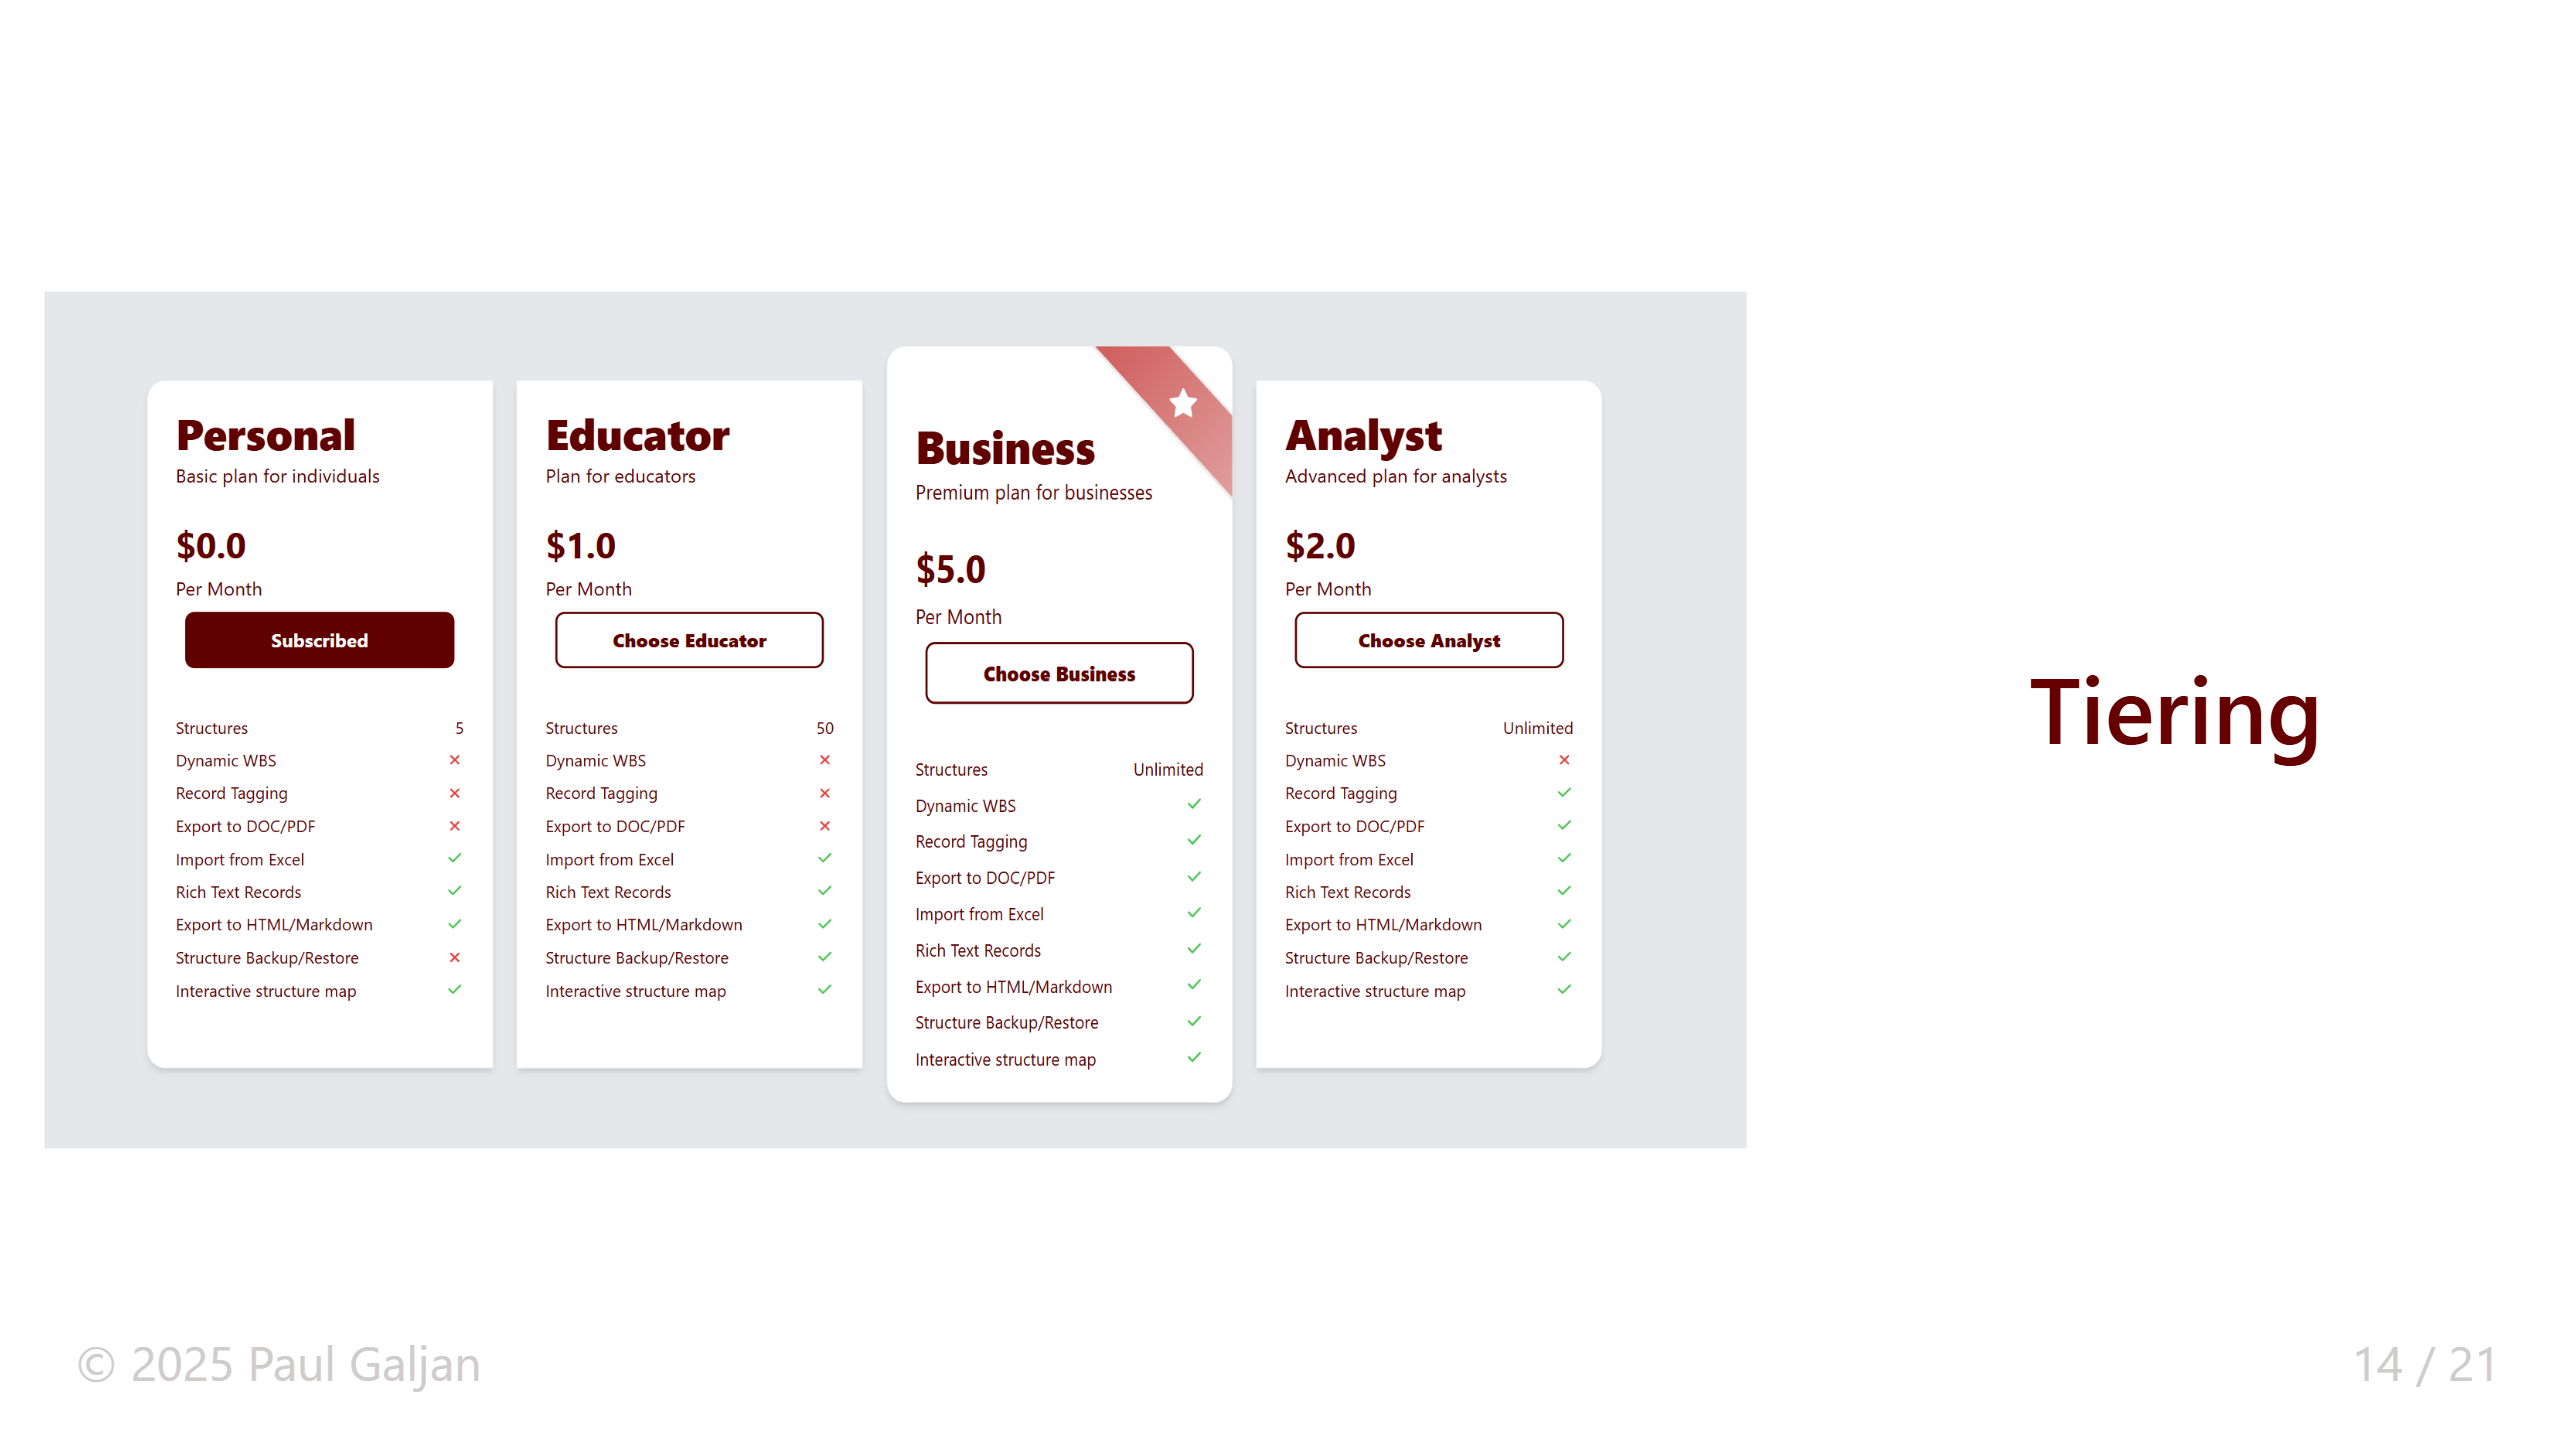 Personal
Basic plan for individuals
$0.0
Per Month
Subscribed
Structures 5
Dynamic WBS
Record Tagging
Export to DOC/PDF
Import from Excel
Rich Text Records
Export to HTML/Markdown
Structure Backup/Restore
Interactive structure map
Educator
Plan for educators
$1.0
Per Month
Choose Educator
Structures 50
Dynamic WBS
Record Tagging
Export to DOC/PDF
Import from Excel
Rich Text Records
Export to HTML/Markdown
Structure Backup/Restore
Interactive structure map
Business
Premium plan for businesses
$5.0
Per Month
Choose Business
Structures Unlimited
Dynamic WBS
Record Tagging
Export to DOC/PDF
Import from Excel
Rich Text Records
Export to HTML/Markdown
Structure Backup/Restore
Interactive structure map
Analyst
Advanced plan for analysts
$2.0
Per Month
Choose Analyst
Structures Unlimited
Dynamic WBS
Record Tagging
Export to DOC/PDF
Import from Excel
Rich Text Records
Export to HTML/Markdown
Structure Backup/Restore
Interactive structure map
Tiering
© 2025 Paul Galjan
14 / 21